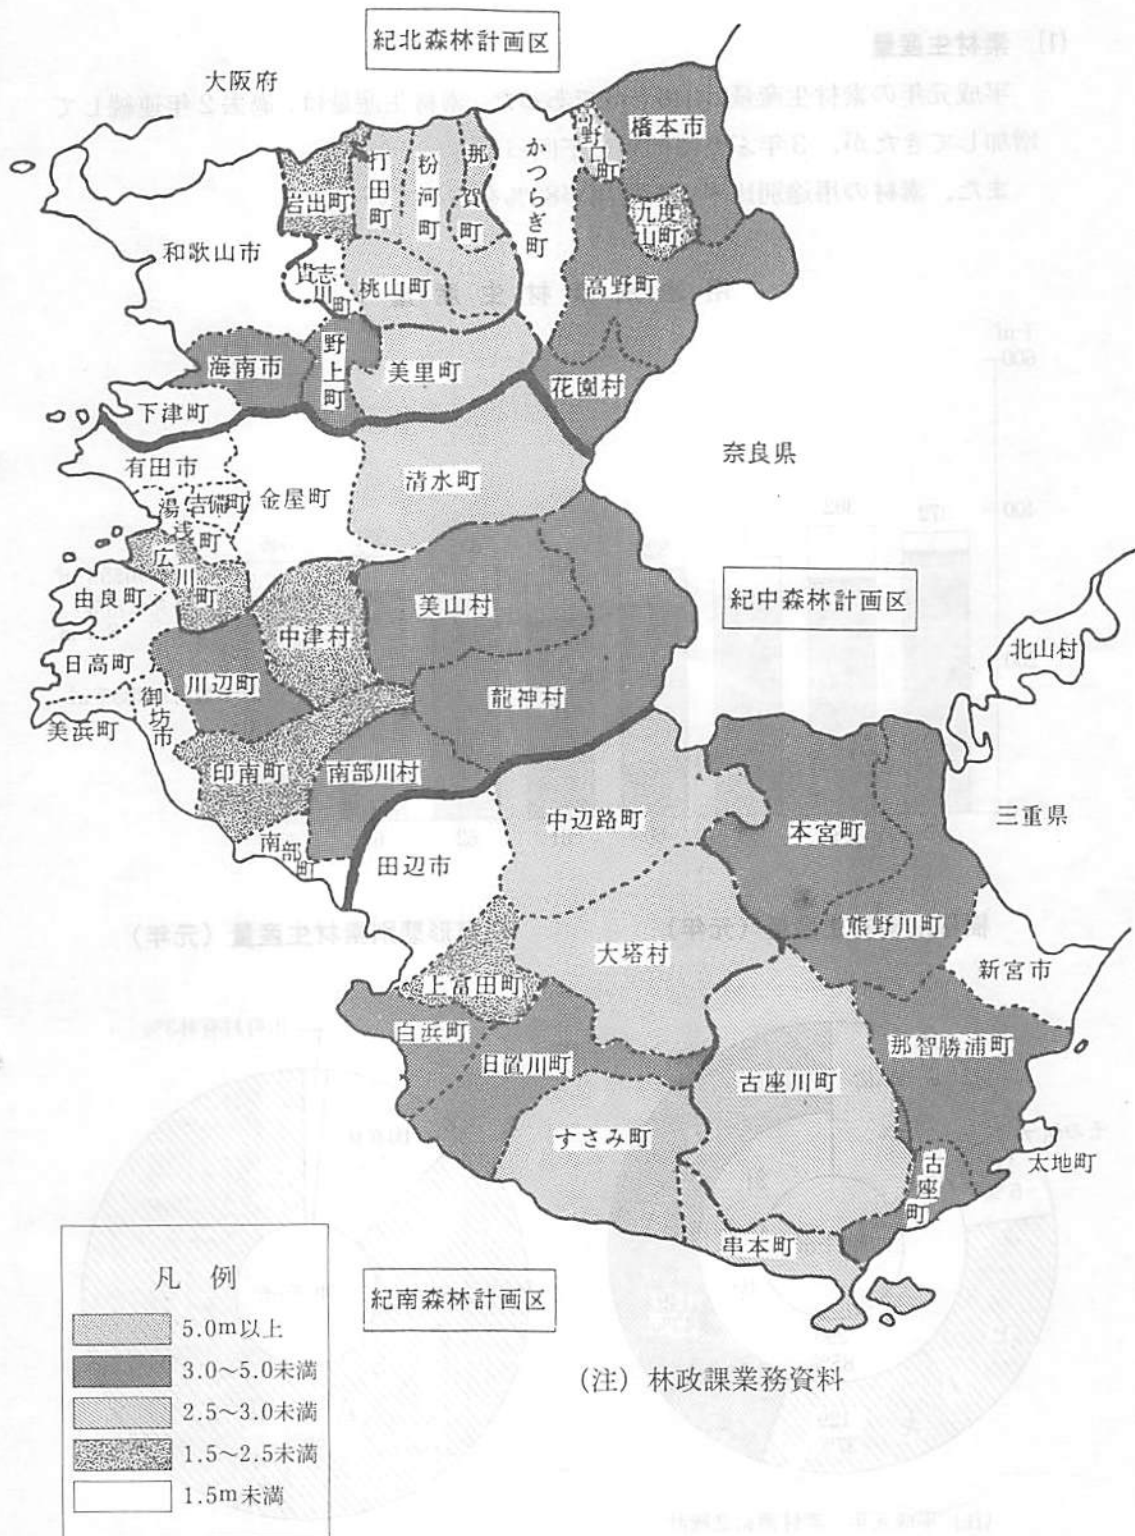 紀北森林計画区
大阪府
橋本市
高野口町
かつらぎ町
那賀町
粉河町
打田町
岩出町
九度山町
和歌山市
貴志川町
桃山町
高野町
海南市
野上町
美里町
花園村
下津町
奈良県
有田市
清水町
湯浅町
吉備町
金屋町
広川町
美山村
紀中森林計画区
由良町
中津村
北山村
日高町
川辺町
御坊市
龍神村
美浜町
印南町
南部川村
中辺路町
本宮町
三重県
南部町
田辺市
熊野川町
大塔村
新宮市
上富田町
白浜町
日置川町
那智勝浦町
古座川町
すさみ町
古座町
太地町
串本町
凡 例
5.0m以上
3.0〜5.0未満
2.5〜3.0未満
1.5〜2.5未満
1.5m未満
紀南森林計画区
(注) 林政課業務資料
(1) 素材生産量